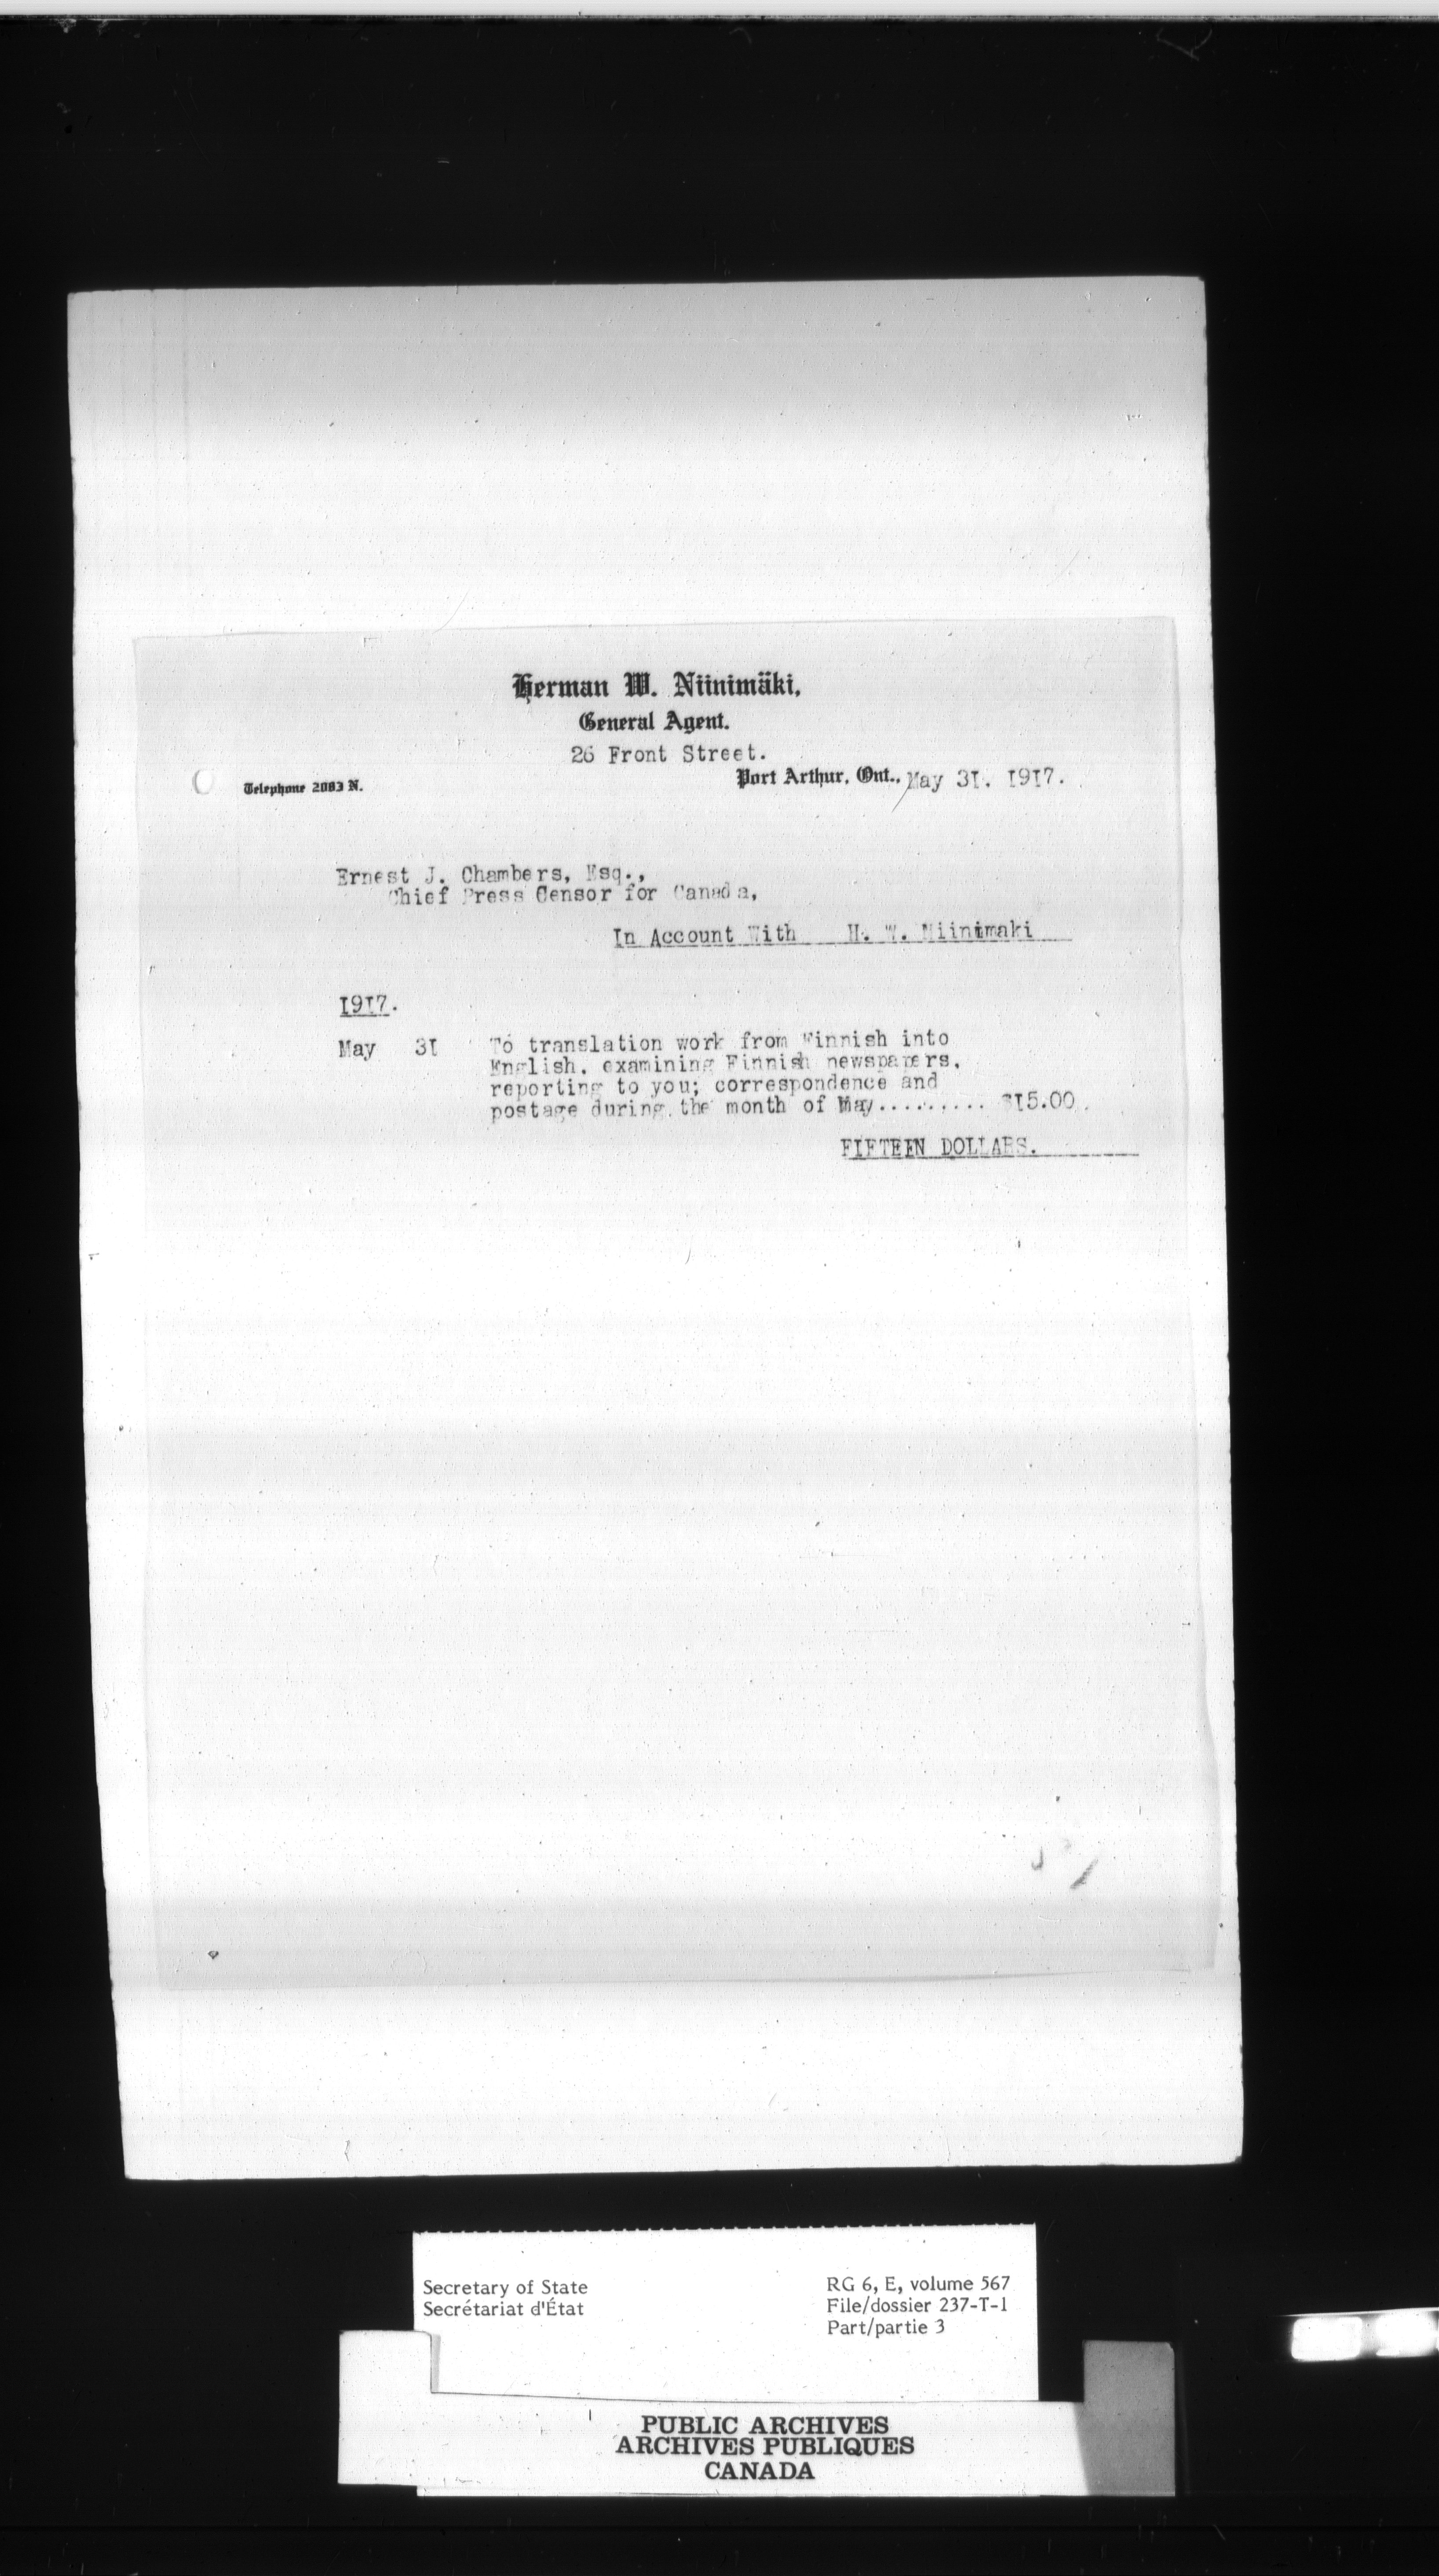 Herman W. Niinimäki,
General Agent.
26 Front Street.
Telephone 2083 N.
Port Arthur, Ont., May 31. 1917.
Ernest J. Chambers, Esq.,
Chief Press Censor for Canada,
In Account With H. W. Niinimaki
1917.
May 31 To translation work from Finnish into
English, examining Finnish newspapers,
reporting to you; correspondence and
postage during the month of May.......... $15.00.
FIFTEEN DOLLARS.
Secretary of State
Secrétariat d'État
RG 6, E, volume 567
File/dossier 237-T-1
Part/partie 3
PUBLIC ARCHIVES
ARCHIVES PUBLIQUES
CANADA